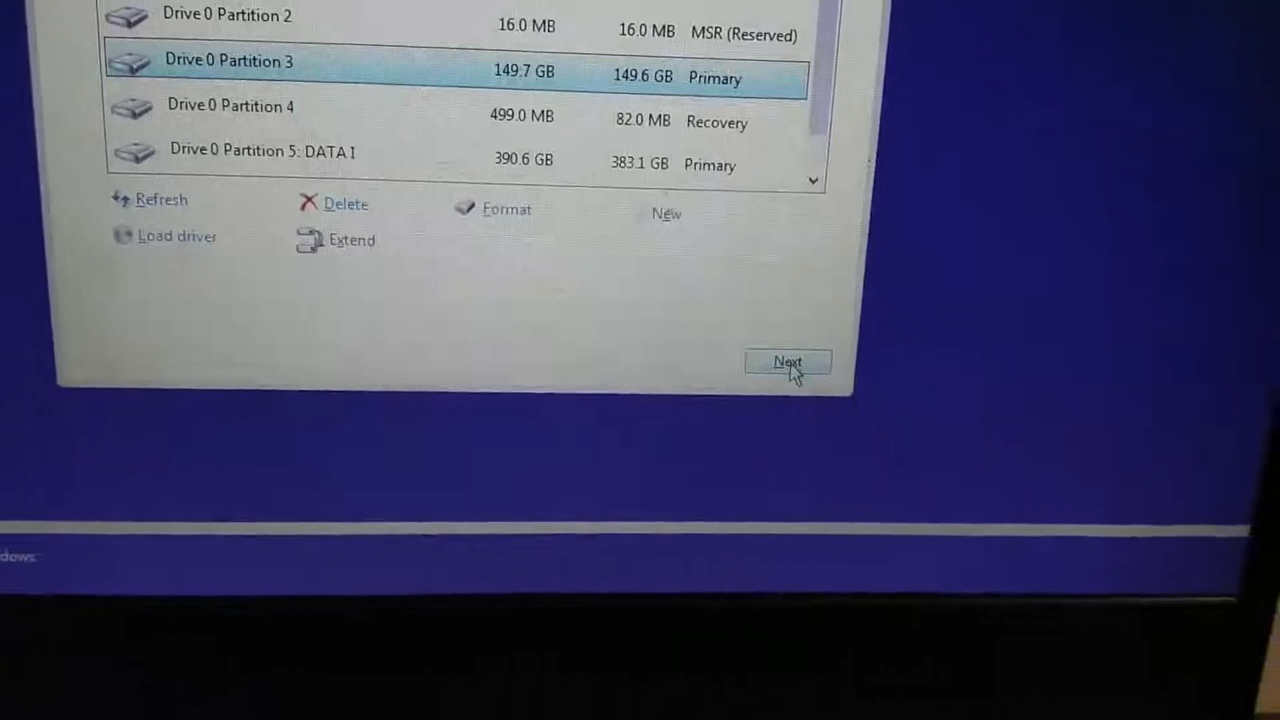 Drive 0 Partition 2 16.0 MB 16.0 MB MSR (Reserved)
Drive 0 Partition 3 149.7 GB 149.6 GB Primary
Drive 0 Partition 4 499.0 MB 82.0 MB Recovery
Drive 0 Partition 5: DATA I 390.6 GB 383.1 GB Primary
Refresh Delete Format New
Load driver Extend
Next
dows